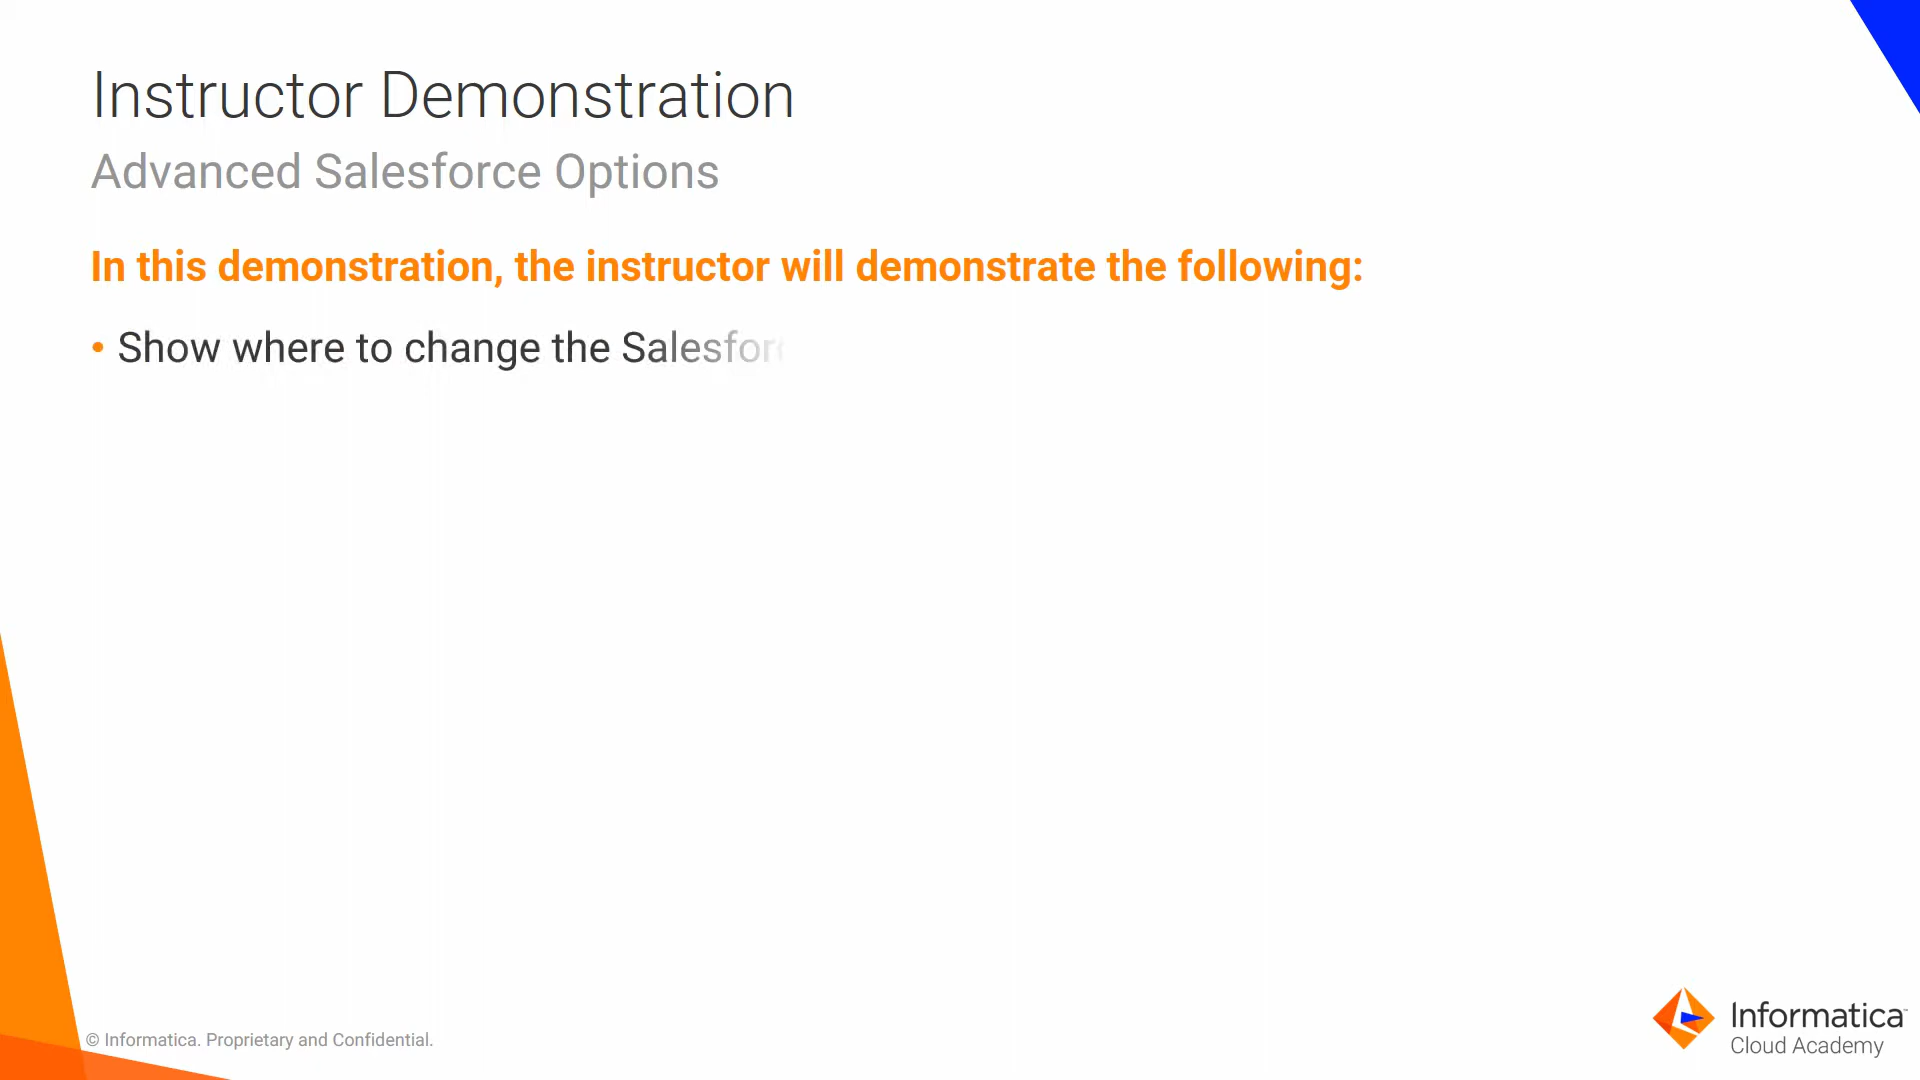 Instructor Demonstration
Advanced Salesforce Options
In this demonstration, the instructor will demonstrate the following:
• Show where to change the Salesfor
© Informatica. Proprietary and Confidential.
Informatica™
Cloud Academy